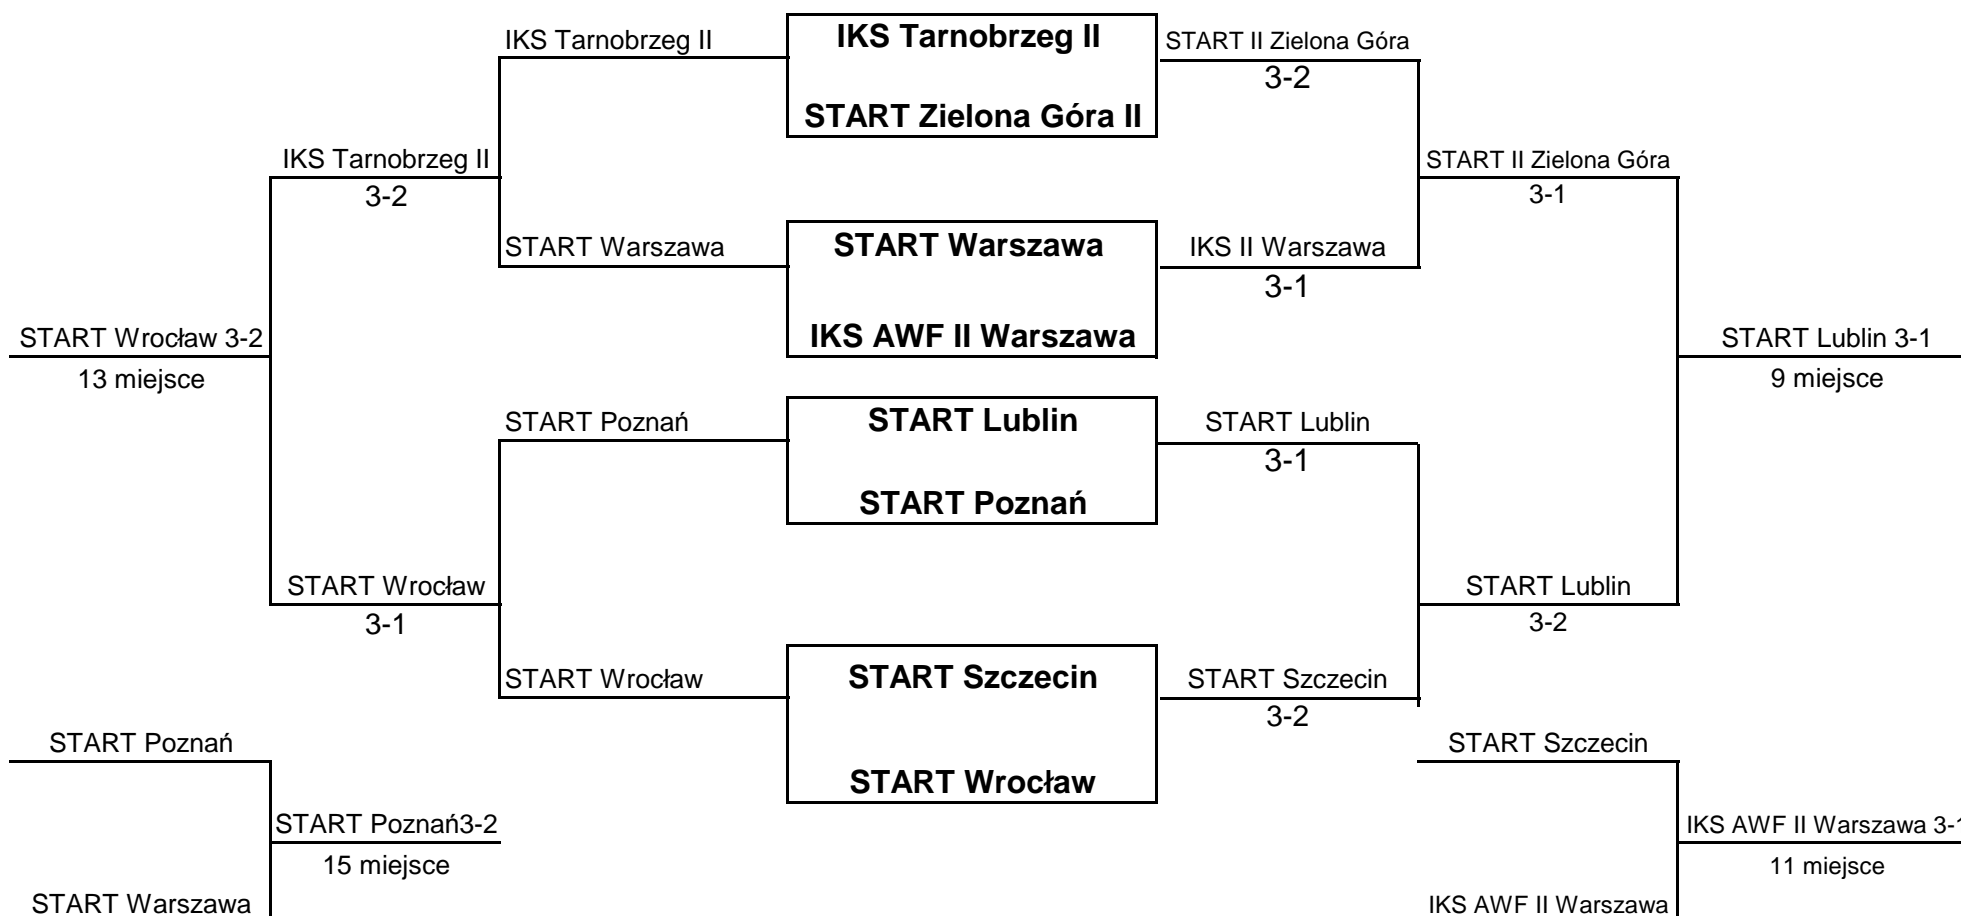 IKS Tarnobrzeg II
IKS Tarnobrzeg II
START II Zielona Góra
3-2
START Zielona Góra II
IKS Tarnobrzeg II
START II Zielona Góra
3-2
3-1
START Warszawa
START Warszawa
IKS II Warszawa
3-1
START Wrocław 3-2
IKS AWF II Warszawa
START Lublin 3-1
13 miejsce
9 miejsce
START Poznań
START Lublin
START Lublin
3-1
START Poznań
START Wrocław
START Lublin
3-1
3-2
START Wrocław
START Szczecin
START Szczecin
3-2
START Poznań
START Szczecin
START Wrocław
START Poznań3-2
IKS AWF II Warszawa 3-1
15 miejsce
11 miejsce
START Warszawa
IKS AWF II Warszawa